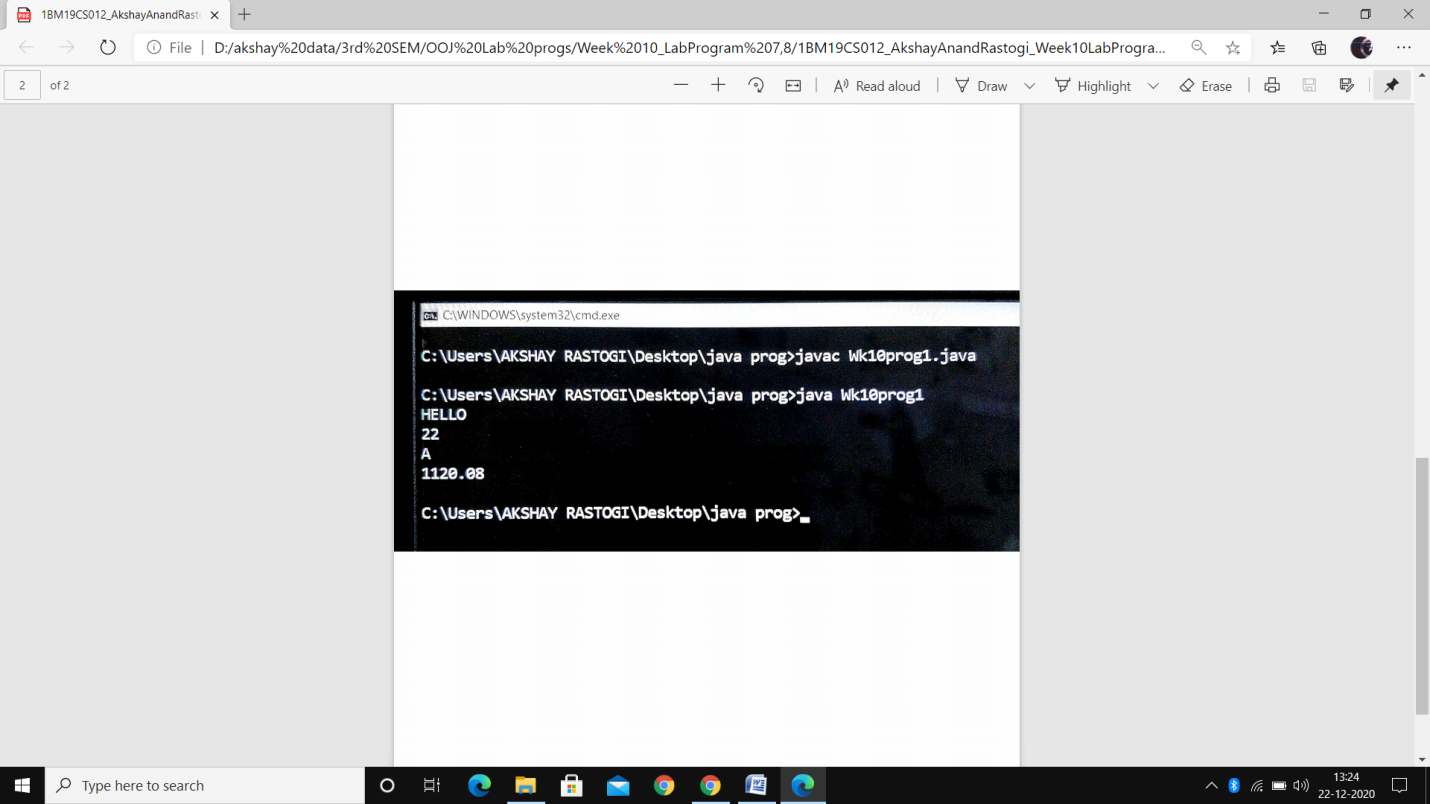 1BM19CS012_AkshayAnandRast
File
D:/akshay%20data/3rd%20SEM/OOJ%20Lab%20progs/Week%2010_LabProgram%207,8/1BM19CS012_AkshayAnandRastogi_Week10LabProgra...
2 of 2
Read aloud
Draw
Highlight
Erase
C:\WINDOWS\system32\cmd.exe
C:\Users\AKSHAY RASTOGI\Desktop\java prog>javac Wk10prog1.java
C:\Users\AKSHAY RASTOGI\Desktop\java prog>java Wk10prog1
HELLO
22
A
1120.08
C:\Users\AKSHAY RASTOGI\Desktop\java prog>_
Type here to search
13:24
22-12-2020